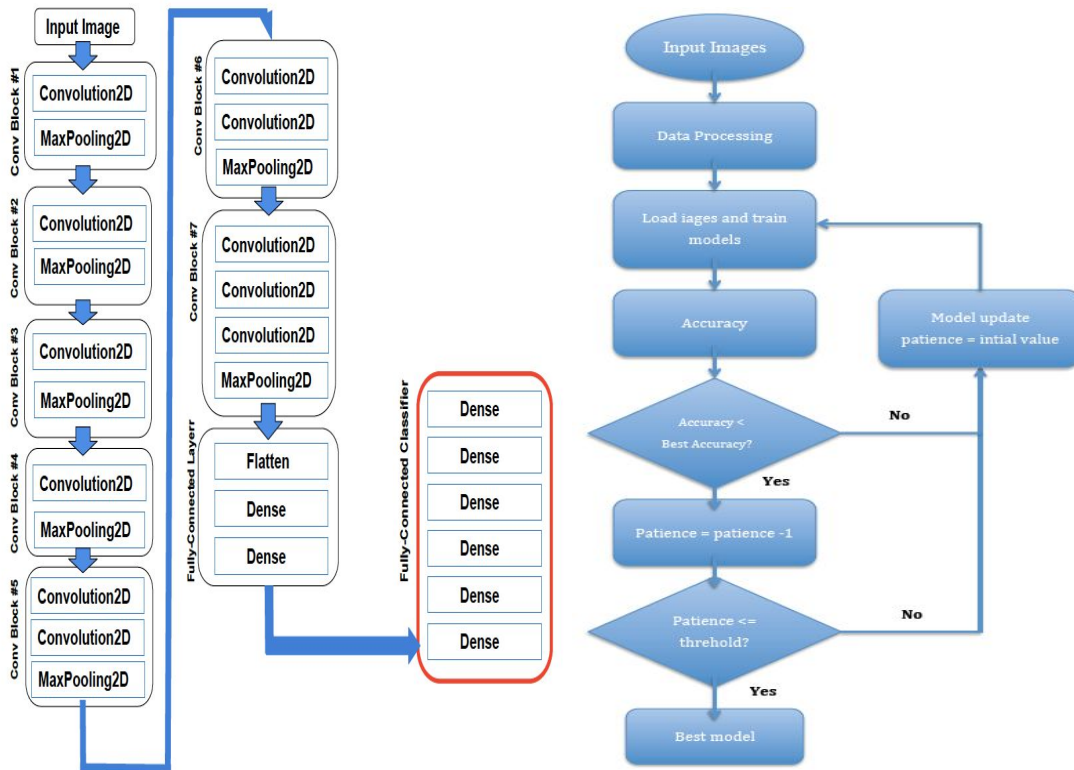 Input Image
Conv Block #1
Convolution2D
MaxPooling2D
Conv Block #2
Convolution2D
MaxPooling2D
Conv Block #3
Convolution2D
MaxPooling2D
Conv Block #4
Convolution2D
MaxPooling2D
Conv Block #5
Convolution2D
Convolution2D
MaxPooling2D
Conv Block #6
Convolution2D
Convolution2D
MaxPooling2D
Conv Block #7
Convolution2D
Convolution2D
Convolution2D
MaxPooling2D
Fully-Connected Layerr
Flatten
Dense
Dense
Fully-Connected Classifier
Dense
Dense
Dense
Dense
Dense
Dense
Input Images
Data Processing
Load iages and train
models
Accuracy
Model update
patience = intial value
Accuracy <
Best Accuracy?
No
Yes
Patience = patience -1
Patience <=
threhold?
No
Yes
Best model